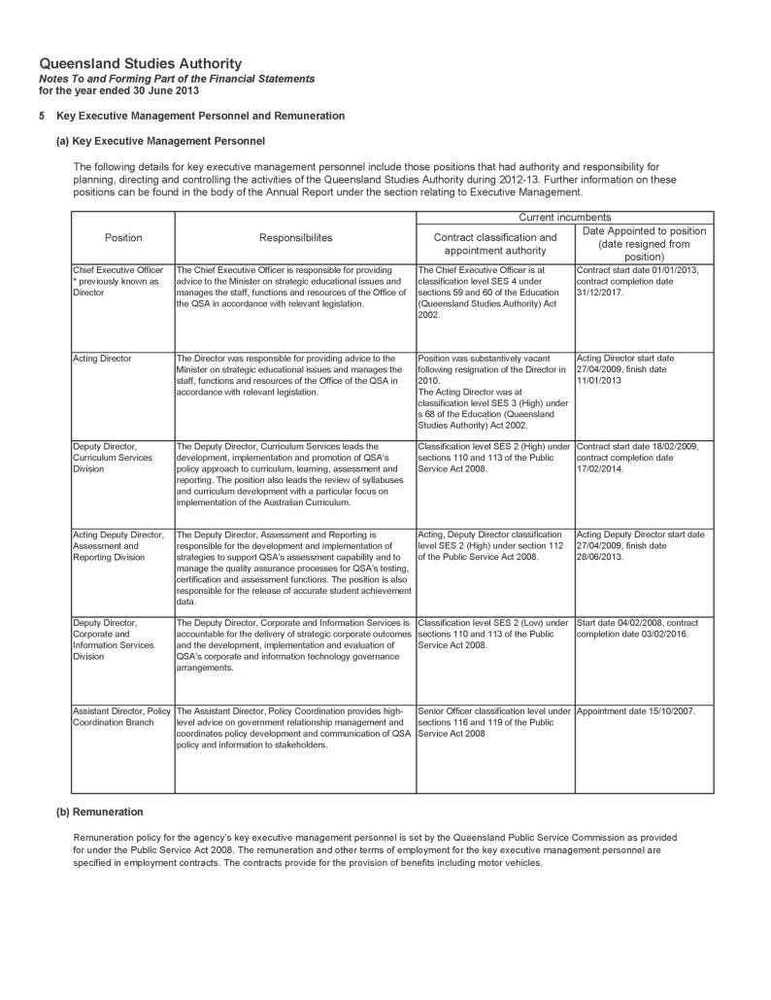 Queensland Studies Authority
Notes To and Forming Part of the Financial Statements
for the year ended 30 June 2013
5 Key Executive Management Personnel and Remuneration
(a) Key Executive Management Personnel
The following details for key executive management personnel include those positions that had authority and responsibility for
planning, directing and controlling the activities of the Queensland Studies Authority during 2012-13. Further information on these
positions can be found in the body of the Annual Report under the section relating to Executive Management.
Position
Responsilbilites
Current incumbents
Contract classification and
appointment authority
Date Appointed to position
(date resigned from
position)
Chief Executive Officer
* previously known as
Director
The Chief Executive Officer is responsible for providing
advice to the Minister on strategic educational issues and
manages the staff, functions and resources of the Office of
the QSA in accordance with relevant legislation.
The Chief Executive Officer is at
classification level SES 4 under
sections 59 and 60 of the Education
(Queensland Studies Authority) Act
2002.
Contract start date 01/01/2013,
contract completion date
31/12/2017.
Acting Director
The Director was responsible for providing advice to the
Minister on strategic educational issues and manages the
staff, functions and resources of the Office of the QSA in
accordance with relevant legislation.
Position was substantively vacant
following resignation of the Director in
2010.
The Acting Director was at
classification level SES 3 (High) under
s 68 of the Education (Queensland
Studies Authority) Act 2002.
Acting Director start date
27/04/2009, finish date
11/01/2013
Deputy Director,
Curriculum Services
Division
The Deputy Director, Curriculum Services leads the
development, implementation and promotion of QSA's
policy approach to curriculum, learning, assessment and
reporting. The position also leads the review of syllabuses
and curriculum development with a particular focus on
implementation of the Australian Curriculum.
Classification level SES 2 (High) under
sections 110 and 113 of the Public
Service Act 2008.
Contract start date 18/02/2009,
contract completion date
17/02/2014.
Acting Deputy Director,
Assessment and
Reporting Division
The Deputy Director, Assessment and Reporting is
responsible for the development and implementation of
strategies to support QSA's assessment capability and to
manage the quality assurance processes for QSA's testing,
certification and assessment functions. The position is also
responsible for the release of accurate student achievement
data.
Acting, Deputy Director classification
level SES 2 (High) under section 112
of the Public Service Act 2008.
Acting Deputy Director start date
27/04/2009, finish date
28/06/2013.
Deputy Director,
Corporate and
Information Services
Division
The Deputy Director, Corporate and Information Services is
accountable for the delivery of strategic corporate outcomes
and the development, implementation and evaluation of
QSA's corporate and information technology governance
arrangements.
Classification level SES 2 (Low) under
sections 110 and 113 of the Public
Service Act 2008.
Start date 04/02/2008, contract
completion date 03/02/2016.
Assistant Director, Policy
Coordination Branch
The Assistant Director, Policy Coordination provides high-
level advice on government relationship management and
coordinates policy development and communication of QSA
policy and information to stakeholders.
Senior Officer classification level under
sections 116 and 119 of the Public
Service Act 2008
Appointment date 15/10/2007.
(b) Remuneration
Remuneration policy for the agency's key executive management personnel is set by the Queensland Public Service Commission as provided
for under the Public Service Act 2008. The remuneration and other terms of employment for the key executive management personnel are
specified in employment contracts. The contracts provide for the provision of benefits including motor vehicles.